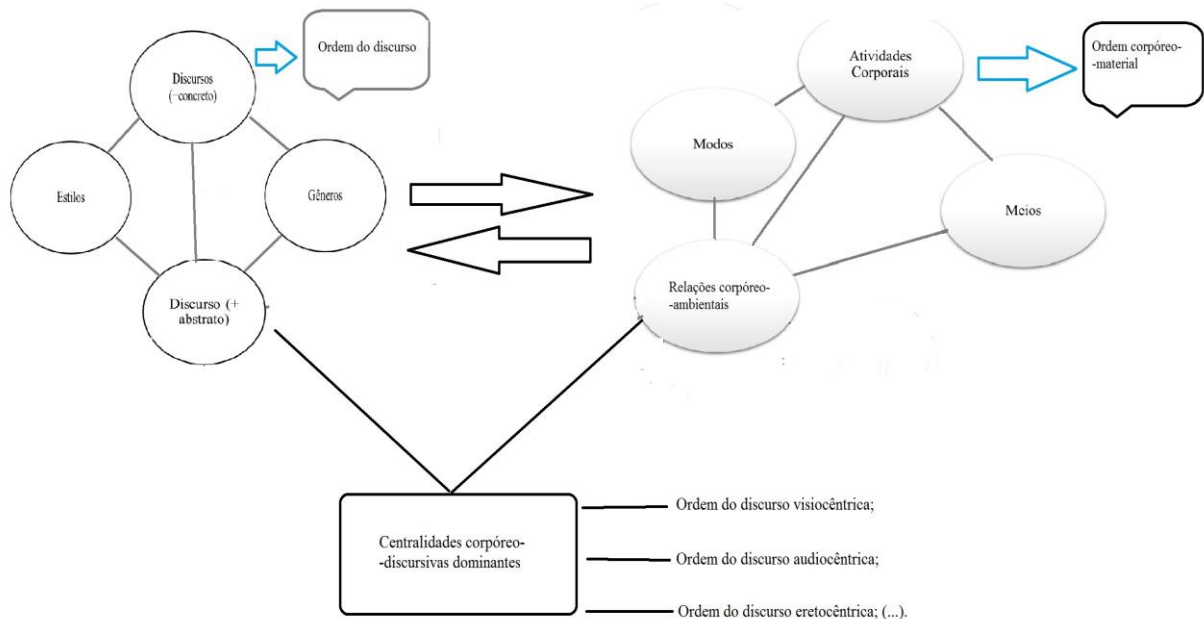 Ordem do discurso
Discursos
(−concreto)
Estilos
Gêneros
Discurso (+
abstrato)
Atividades
Corporais
Ordem corpóreo-
-material
Modos
Meios
Relações corpóreo-
-ambientais
Centralidades corpóreo-
-discursivas dominantes
Ordem do discurso visiocêntrica;
Ordem do discurso audiocêntrica;
Ordem do discurso eretocêntrica; (...).